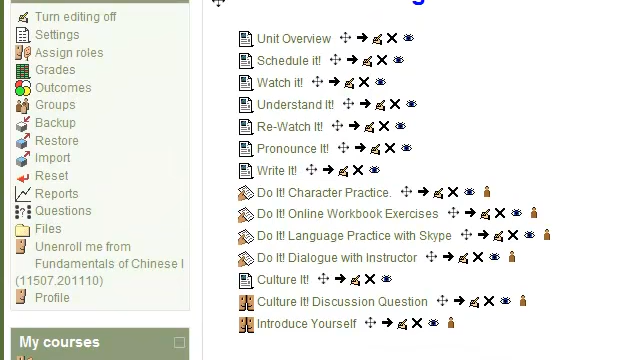 Turn editing off
Settings
Assign roles
Grades
Outcomes
Groups
Backup
Restore
Import
Reset
Reports
Questions
Files
Unenroll me from
Fundamentals of Chinese I
(11507.201110)
Profile
My courses
Unit Overview
Schedule it!
Watch it!
Understand It!
Re-Watch It!
Pronounce It!
Write It!
Do It! Character Practice.
Do It! Online Workbook Exercises
Do It! Language Practice with Skype
Do It! Dialogue with Instructor
Culture It!
Culture It! Discussion Question
Introduce Yourself